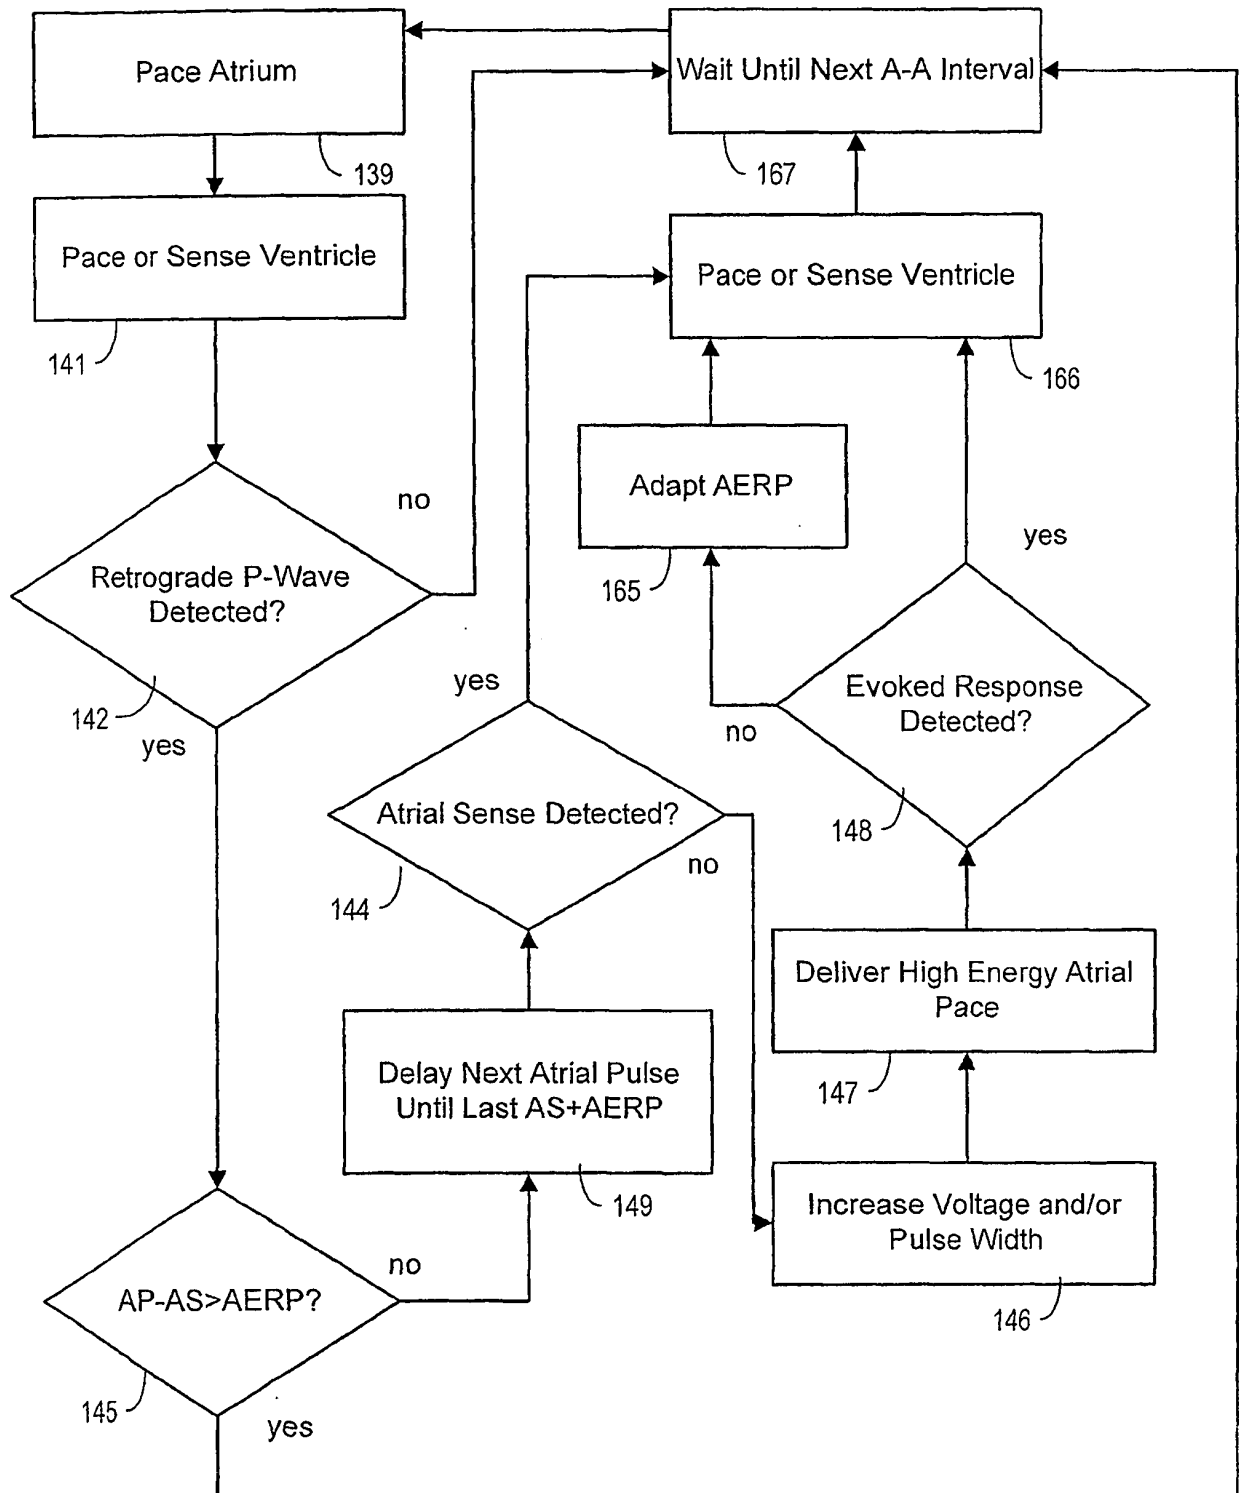 Pace Atrium
139
Wait Until Next A-A Interval
167
Pace or Sense Ventricle
141
Pace or Sense Ventricle
166
Adapt AERP
165
no
Retrograde P-Wave
Detected?
142
yes
yes
Evoked Response
Detected?
148
no
yes
Atrial Sense Detected?
144
no
Deliver High Energy Atrial
Pace
147
Delay Next Atrial Pulse
Until Last AS+AERP
149
Increase Voltage and/or
Pulse Width
146
AP-AS>AERP?
145
no
yes